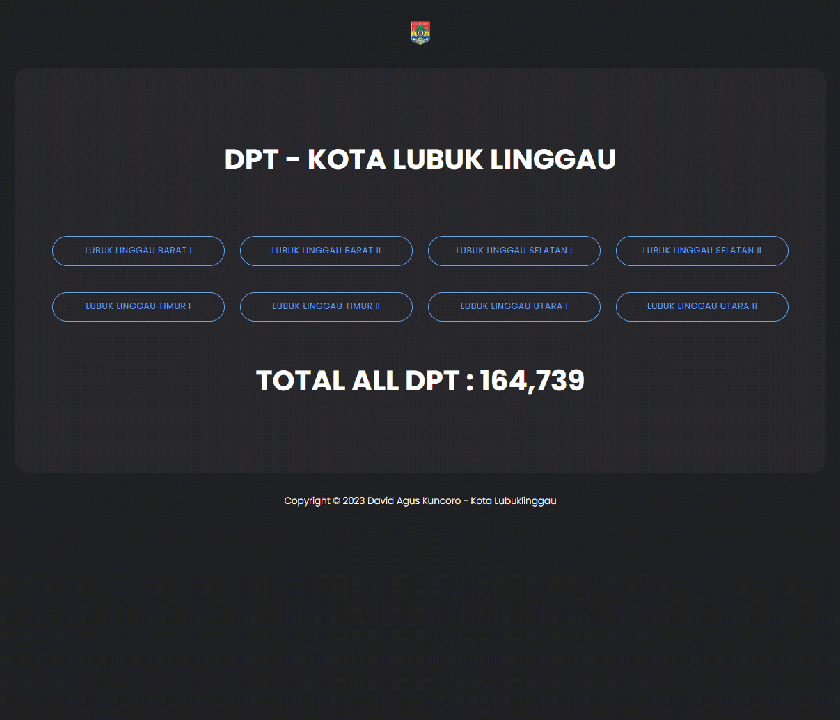 DPT - KOTA LUBUK LINGGAU
LUBUK LINGGAU BARAT I
LUBUK LINGGAU BARAT II
LUBUK LINGGAU SELATAN I
LUBUK LINGGAU SELATAN II
LUBUK LINGGAU TIMUR I
LUBUK LINGGAU TIMUR II
LUBUK LINGGAU UTARA I
LUBUK LINGGAU UTARA II
TOTAL ALL DPT : 164,739
Copyright © 2023 David Agus Kuncoro - Kota Lubuklinggau